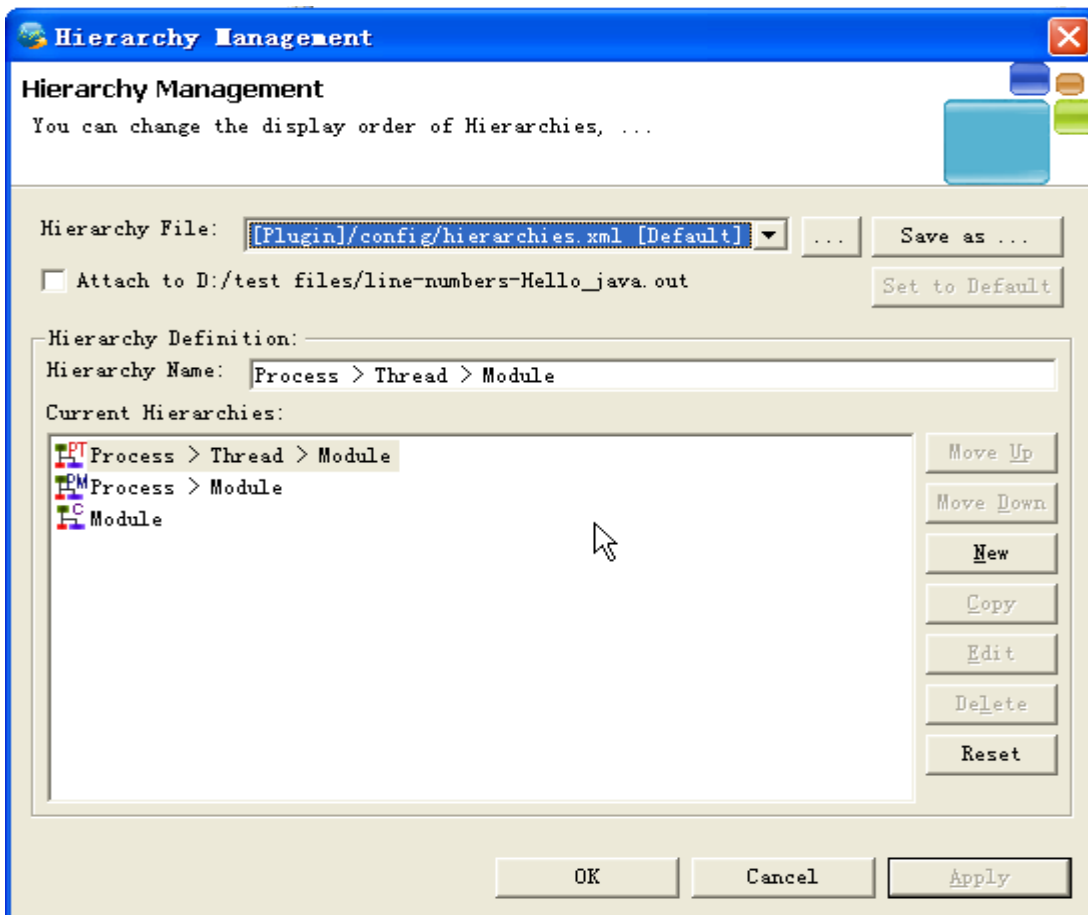 Hierarchy Management
Hierarchy Management
You can change the display order of Hierarchies, ...
Hierarchy File: [Plugin]/config/hierarchies.xml [Default] ... Save as ...
Attach to D:/test files/line-numbers-Hello_java.out Set to Default
Hierarchy Definition:
Hierarchy Name: Process > Thread > Module
Current Hierarchies:
PT Process > Thread > Module
PM Process > Module
C Module
Move Up
Move Down
New
Copy
Edit
Delete
Reset
OK Cancel Apply